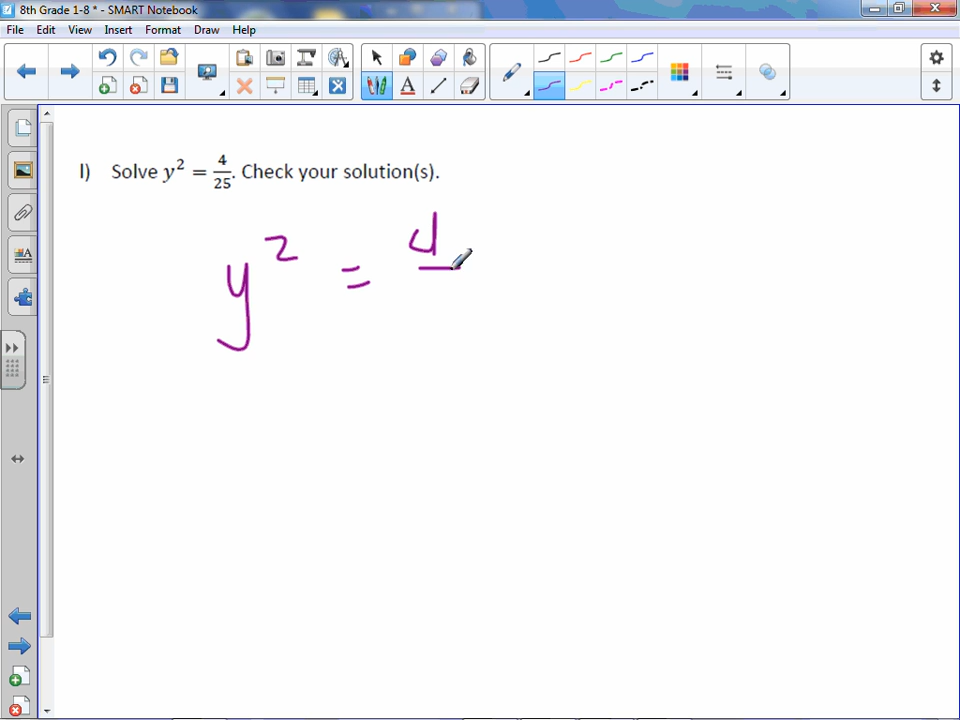 8th Grade 1-8 * - SMART Notebook
File Edit View Insert Format Draw Help
l) Solve y² = 4/25. Check your solution(s).
y² = 4